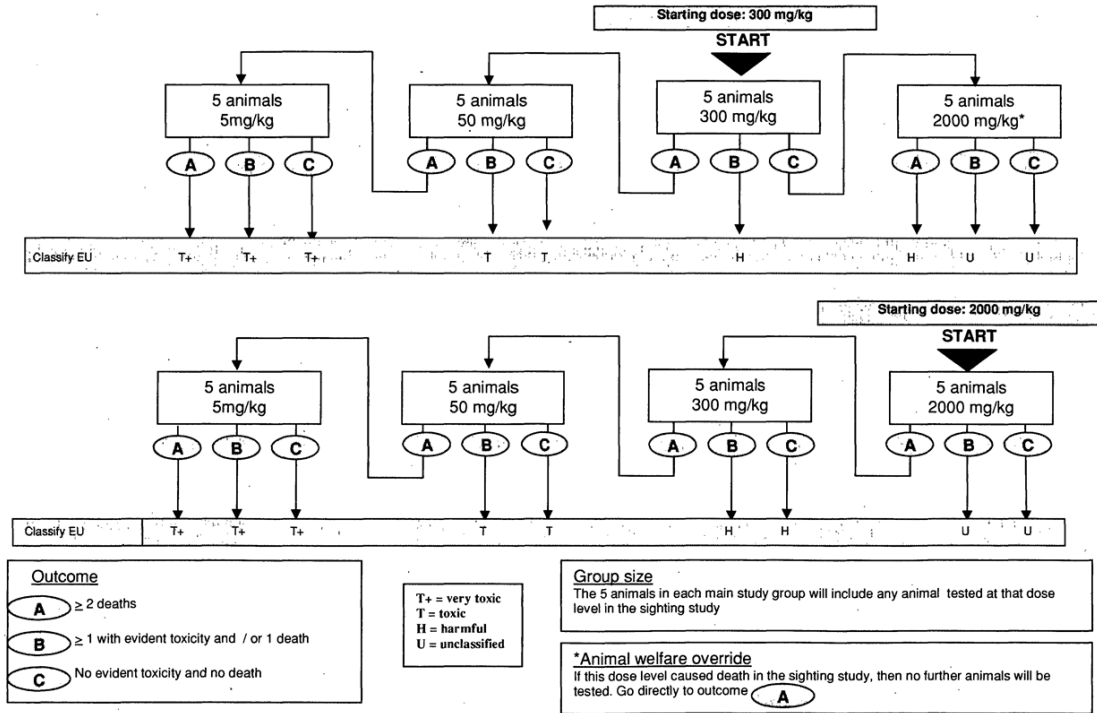 Starting dose: 300 mg/kg
START
5 animals
5mg/kg
5 animals
50 mg/kg
5 animals
300 mg/kg
5 animals
2000 mg/kg*
A B C A B C A B C A B C
Classify EU T+ T+ T+ T T H H U U
Starting dose: 2000 mg/kg
START
5 animals
5mg/kg
5 animals
50 mg/kg
5 animals
300 mg/kg
5 animals
2000 mg/kg
A B C A B C A B C A B C
Classify EU T+ T+ T+ T T H H U U
Outcome
A ≥ 2 deaths
B ≥ 1 with evident toxicity and / or 1 death
C No evident toxicity and no death
T+ = very toxic
T = toxic
H = harmful
U = unclassified
Group size
The 5 animals in each main study group will include any animal tested at that dose
level in the sighting study
*Animal welfare override
If this dose level caused death in the sighting study, then no further animals will be
tested. Go directly to outcome A